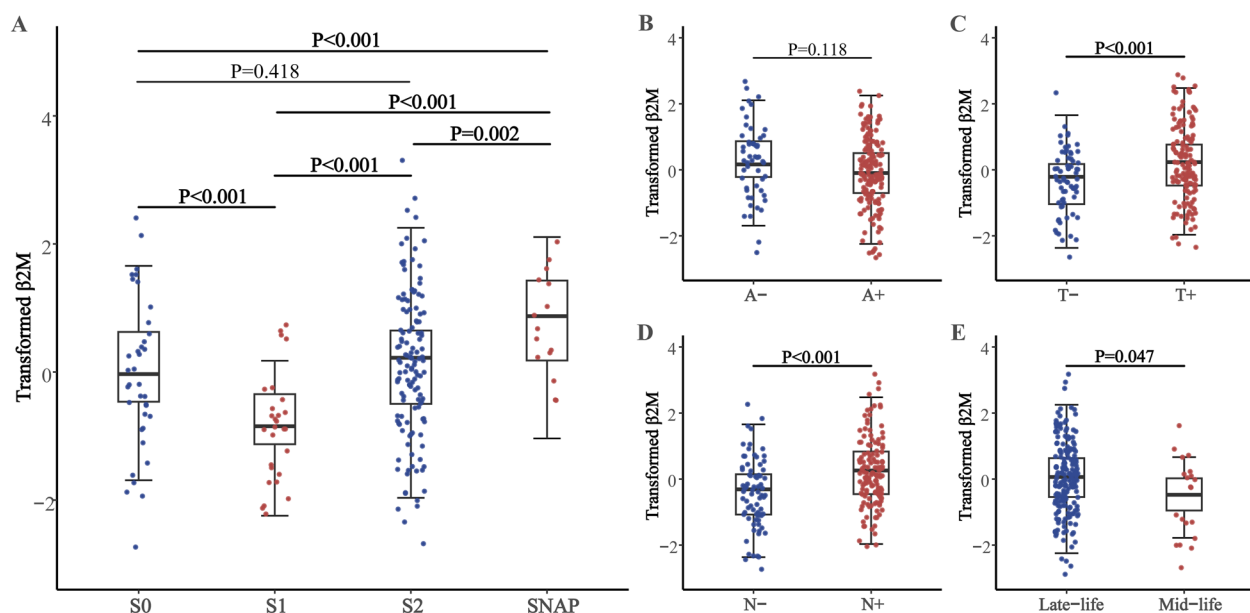 A
P<0.001
P=0.418
P<0.001
P=0.002
P<0.001
P<0.001
Transformed β2M
4
2
0
−2
S0 S1 S2 SNAP
B
P=0.118
Transformed β2M
4
2
0
−2
A− A+
C
P<0.001
Transformed β2M
4
2
0
−2
T− T+
D
P<0.001
Transformed β2M
4
2
0
−2
N− N+
E
P=0.047
Transformed β2M
4
2
0
−2
Late−life Mid−life